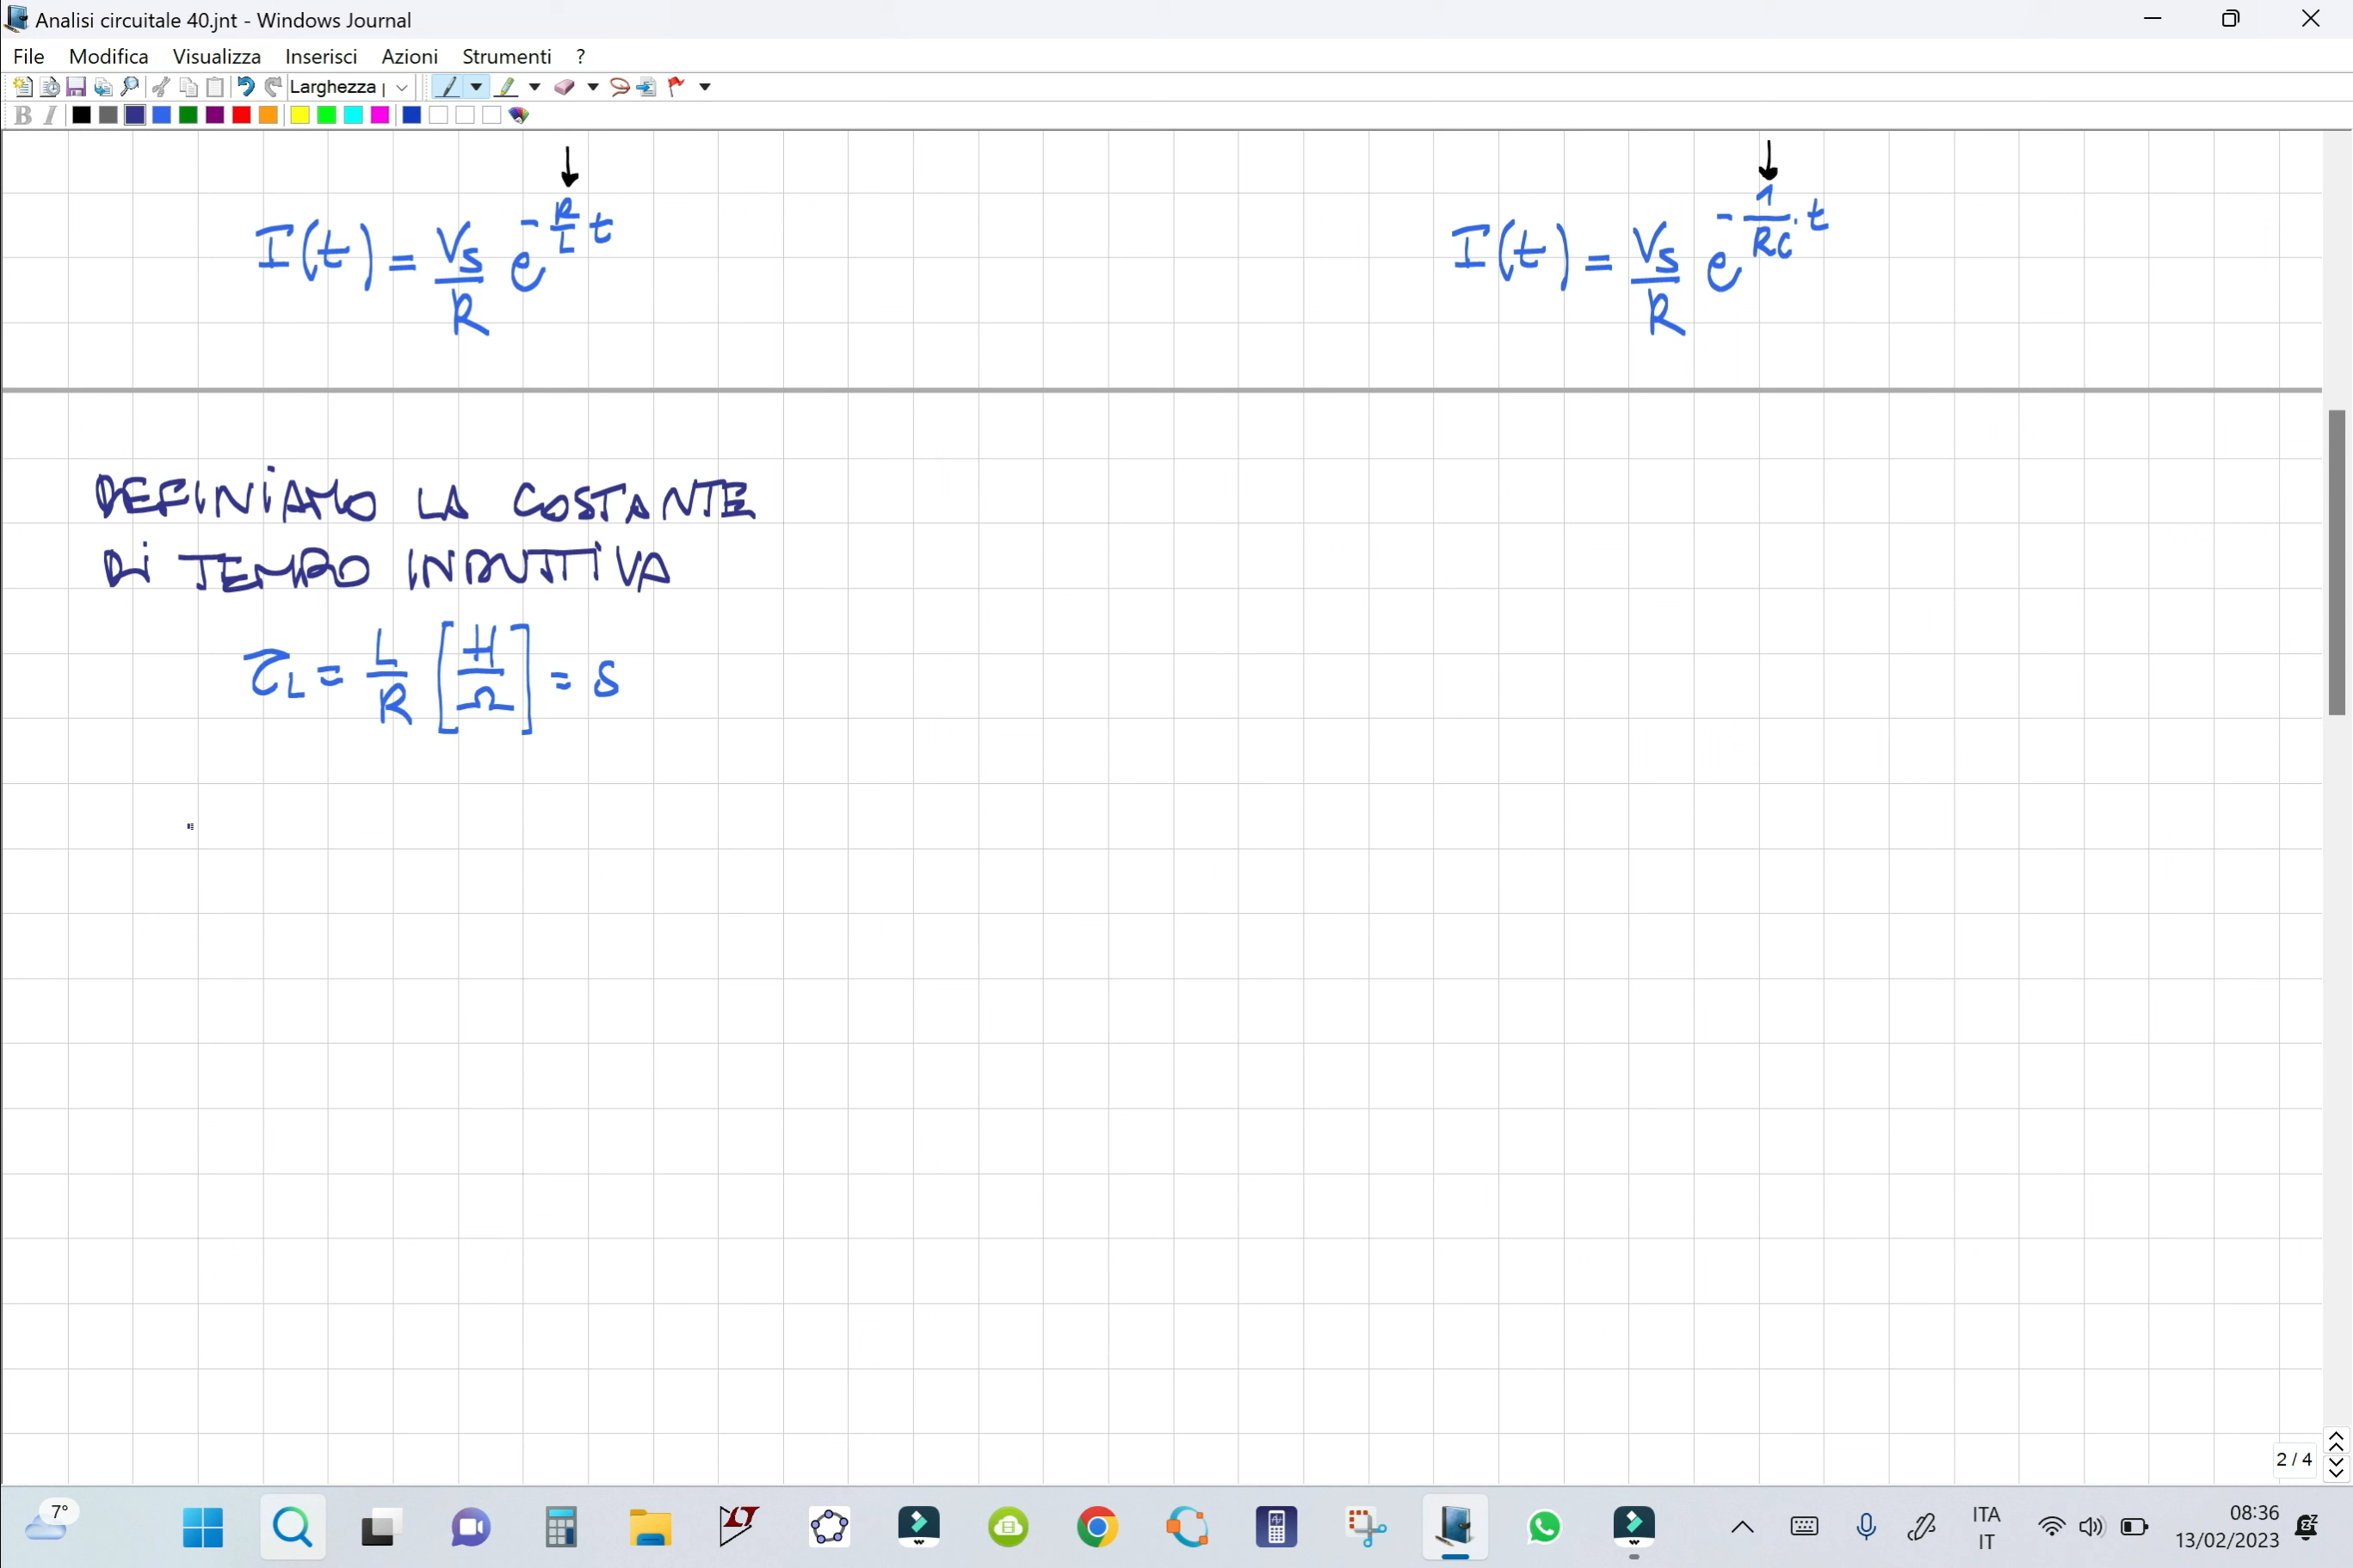 Analisi circuitale 40.jnt - Windows Journal
File Modifica Visualizza Inserisci Azioni Strumenti ?
Larghezza
B I
I(t) = Vs/R e^(-R/L t)
I(t) = Vs/R e^(-1/RC · t)
DEFINIAMO LA COSTANTE
DI TEMPO INDUTTIVA
τL = L/R [H/Ω] = s
2 / 4
7°
ITA
IT
08:36
13/02/2023